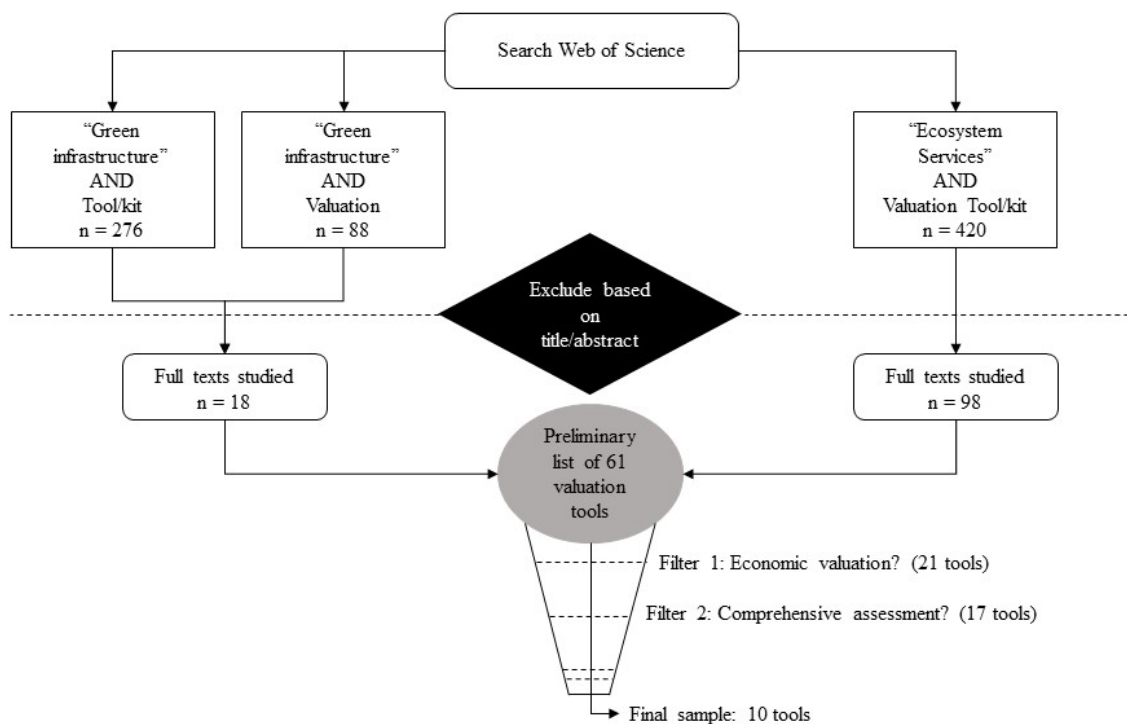 Search Web of Science
“Green
infrastructure”
AND
Tool/kit
n = 276
“Green
infrastructure”
AND
Valuation
n = 88
“Ecosystem
Services”
AND
Valuation Tool/kit
n = 420
Exclude based
on
title/abstract
Full texts studied
n = 18
Full texts studied
n = 98
Preliminary
list of 61
valuation
tools
Filter 1: Economic valuation? (21 tools)
Filter 2: Comprehensive assessment? (17 tools)
Final sample: 10 tools